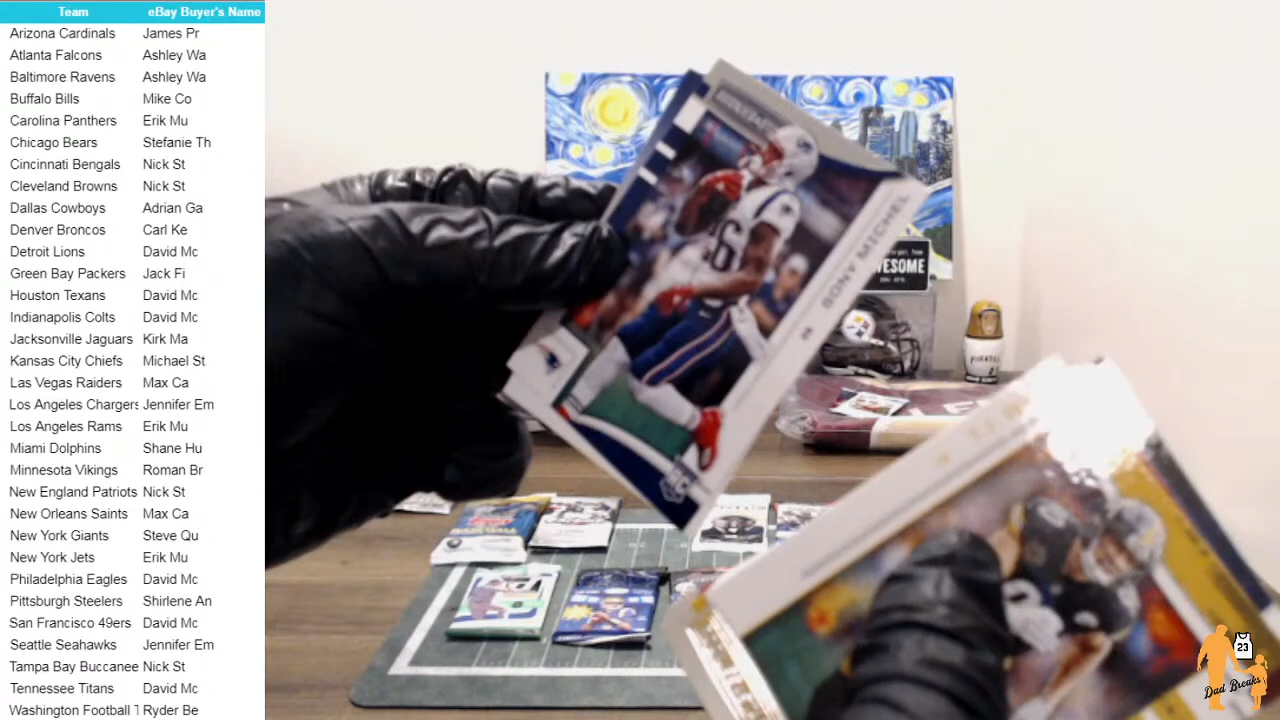 Team eBay Buyer's Name
Arizona Cardinals James Pr
Atlanta Falcons Ashley Wa
Baltimore Ravens Ashley Wa
Buffalo Bills Mike Co
Carolina Panthers Erik Mu
Chicago Bears Stefanie Th
Cincinnati Bengals Nick St
Cleveland Browns Nick St
Dallas Cowboys Adrian Ga
Denver Broncos Carl Ke
Detroit Lions David Mc
Green Bay Packers Jack Fi
Houston Texans David Mc
Indianapolis Colts David Mc
Jacksonville Jaguars Kirk Ma
Kansas City Chiefs Michael St
Las Vegas Raiders Max Ca
Los Angeles Chargers Jennifer Em
Los Angeles Rams Erik Mu
Miami Dolphins Shane Hu
Minnesota Vikings Roman Br
New England Patriots Nick St
New Orleans Saints Max Ca
New York Giants Steve Qu
New York Jets Erik Mu
Philadelphia Eagles David Mc
Pittsburgh Steelers Shirlene An
San Francisco 49ers David Mc
Seattle Seahawks Jennifer Em
Tampa Bay Buccanee Nick St
Tennessee Titans David Mc
Washington Football T Ryder Be
SONY MICHEL
RB
AWESOME
PIRATES
23
Dad Breaks